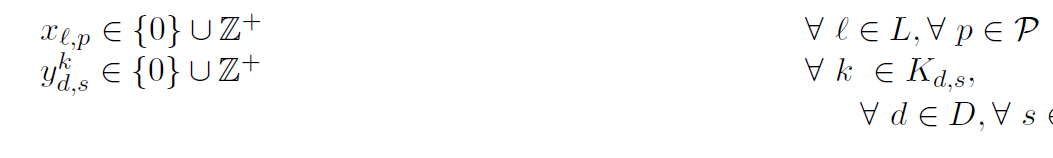 x_{ℓ,p} ∈ {0} ∪ ℤ⁺ ∀ ℓ ∈ L, ∀ p ∈ 𝒫
y^k_{d,s} ∈ {0} ∪ ℤ⁺ ∀ k ∈ K_{d,s},
∀ d ∈ D, ∀ s ∈